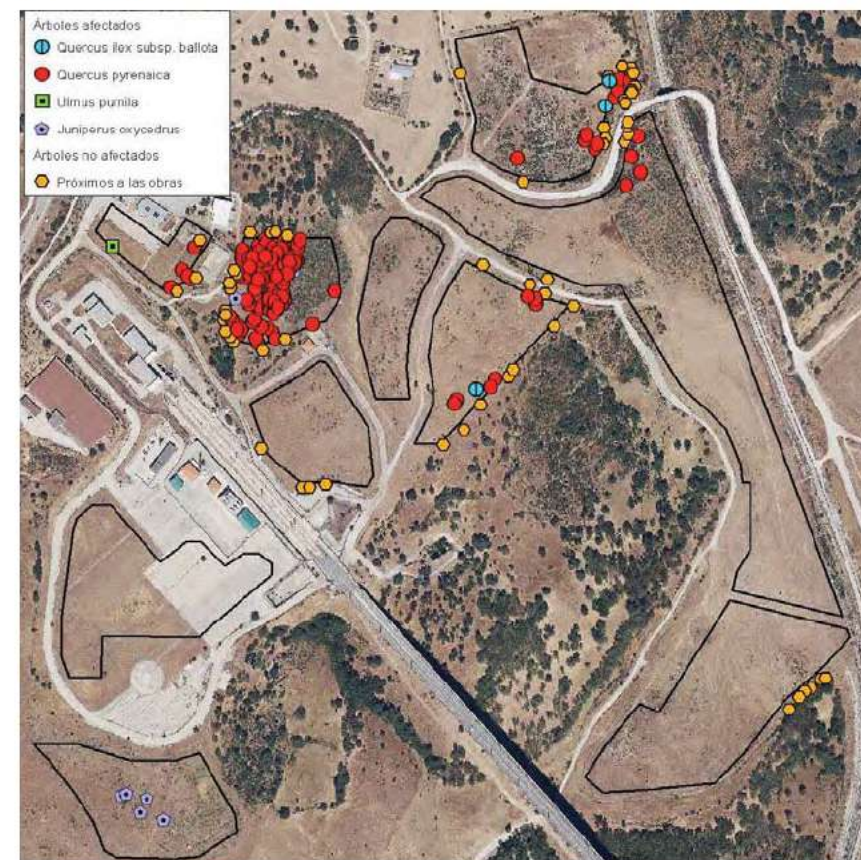 Árboles afectados
Quercus ilex subsp. ballota
Quercus pyrenaica
Ulmus pumila
Juniperus oxycedrus
Árboles no afectados
Próximos a las obras